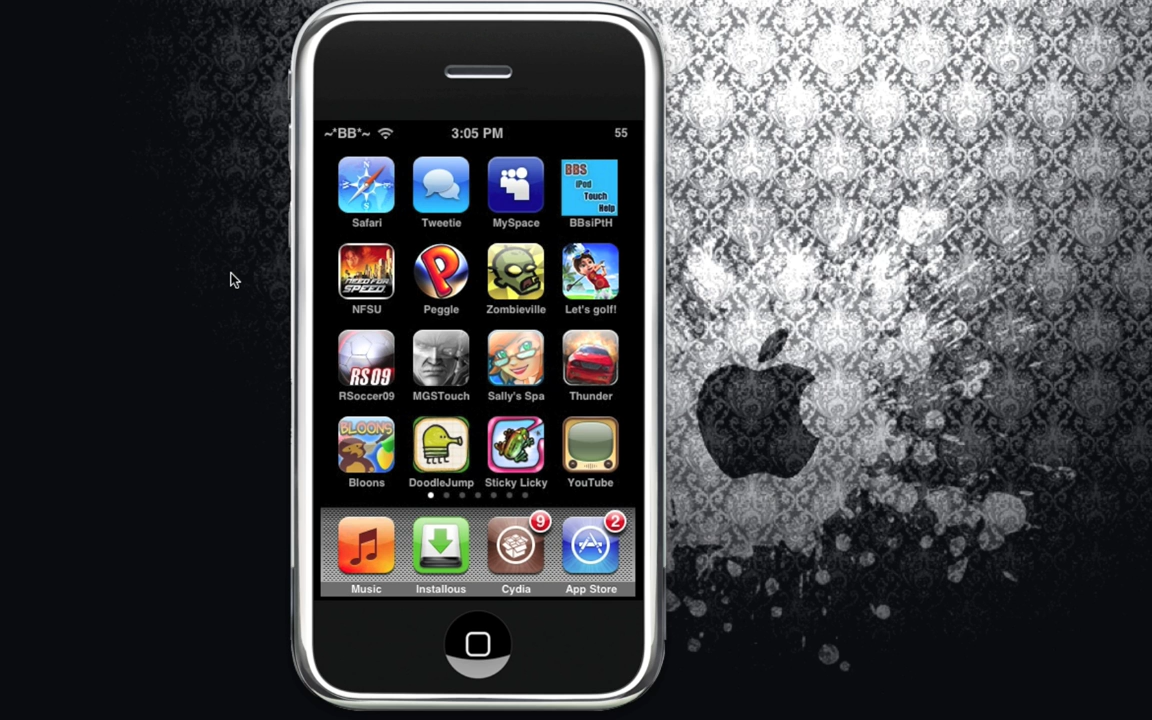 ~*BB*~ 3:05 PM 55
BBS
iPod
Touch
Help
Safari Tweetie MySpace BBsiPtH
NEED FOR
SPEED
P
NFSU Peggle Zombieville Let's golf!
RS09
RSoccer09 MGSTouch Sally's Spa Thunder
BLOONS
Bloons DoodleJump Sticky Licky YouTube
9 2
Music Installous Cydia App Store